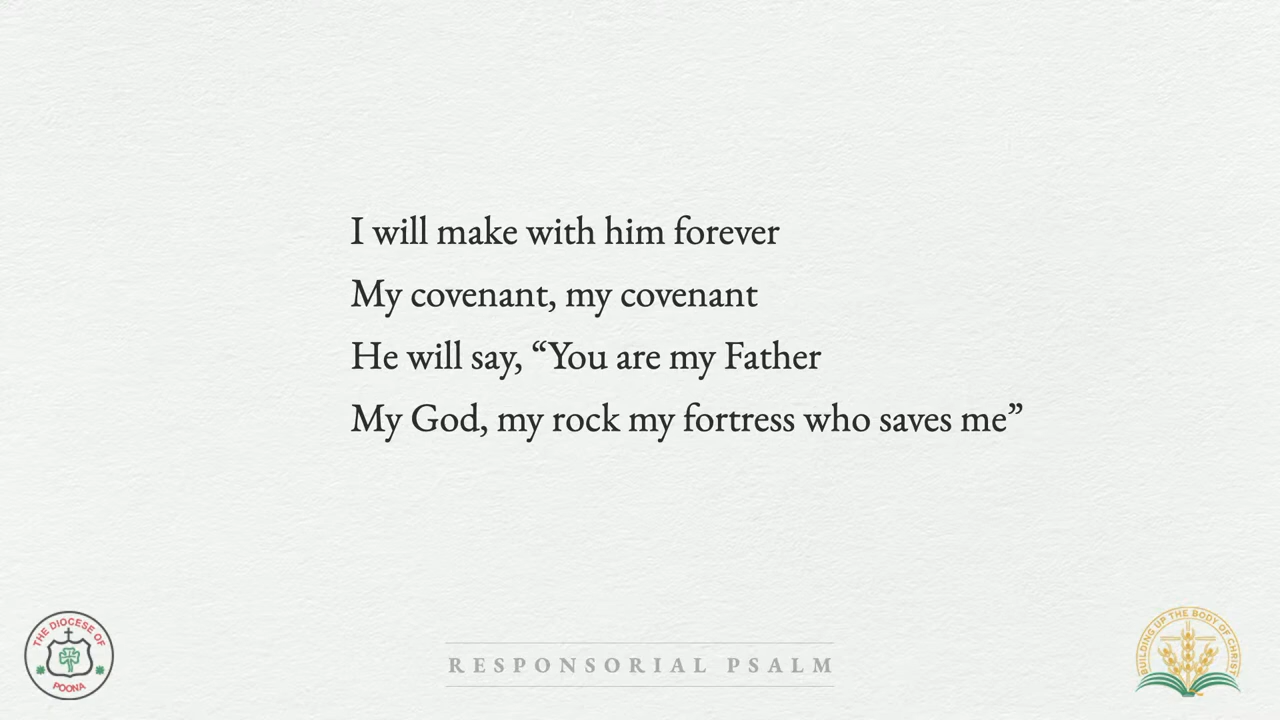 I will make with him forever
My covenant, my covenant
He will say, “You are my Father
My God, my rock my fortress who saves me”
THE DIOCESE OF
POONA
RESPONSORIAL PSALM
BUILDING UP THE BODY OF CHRIST